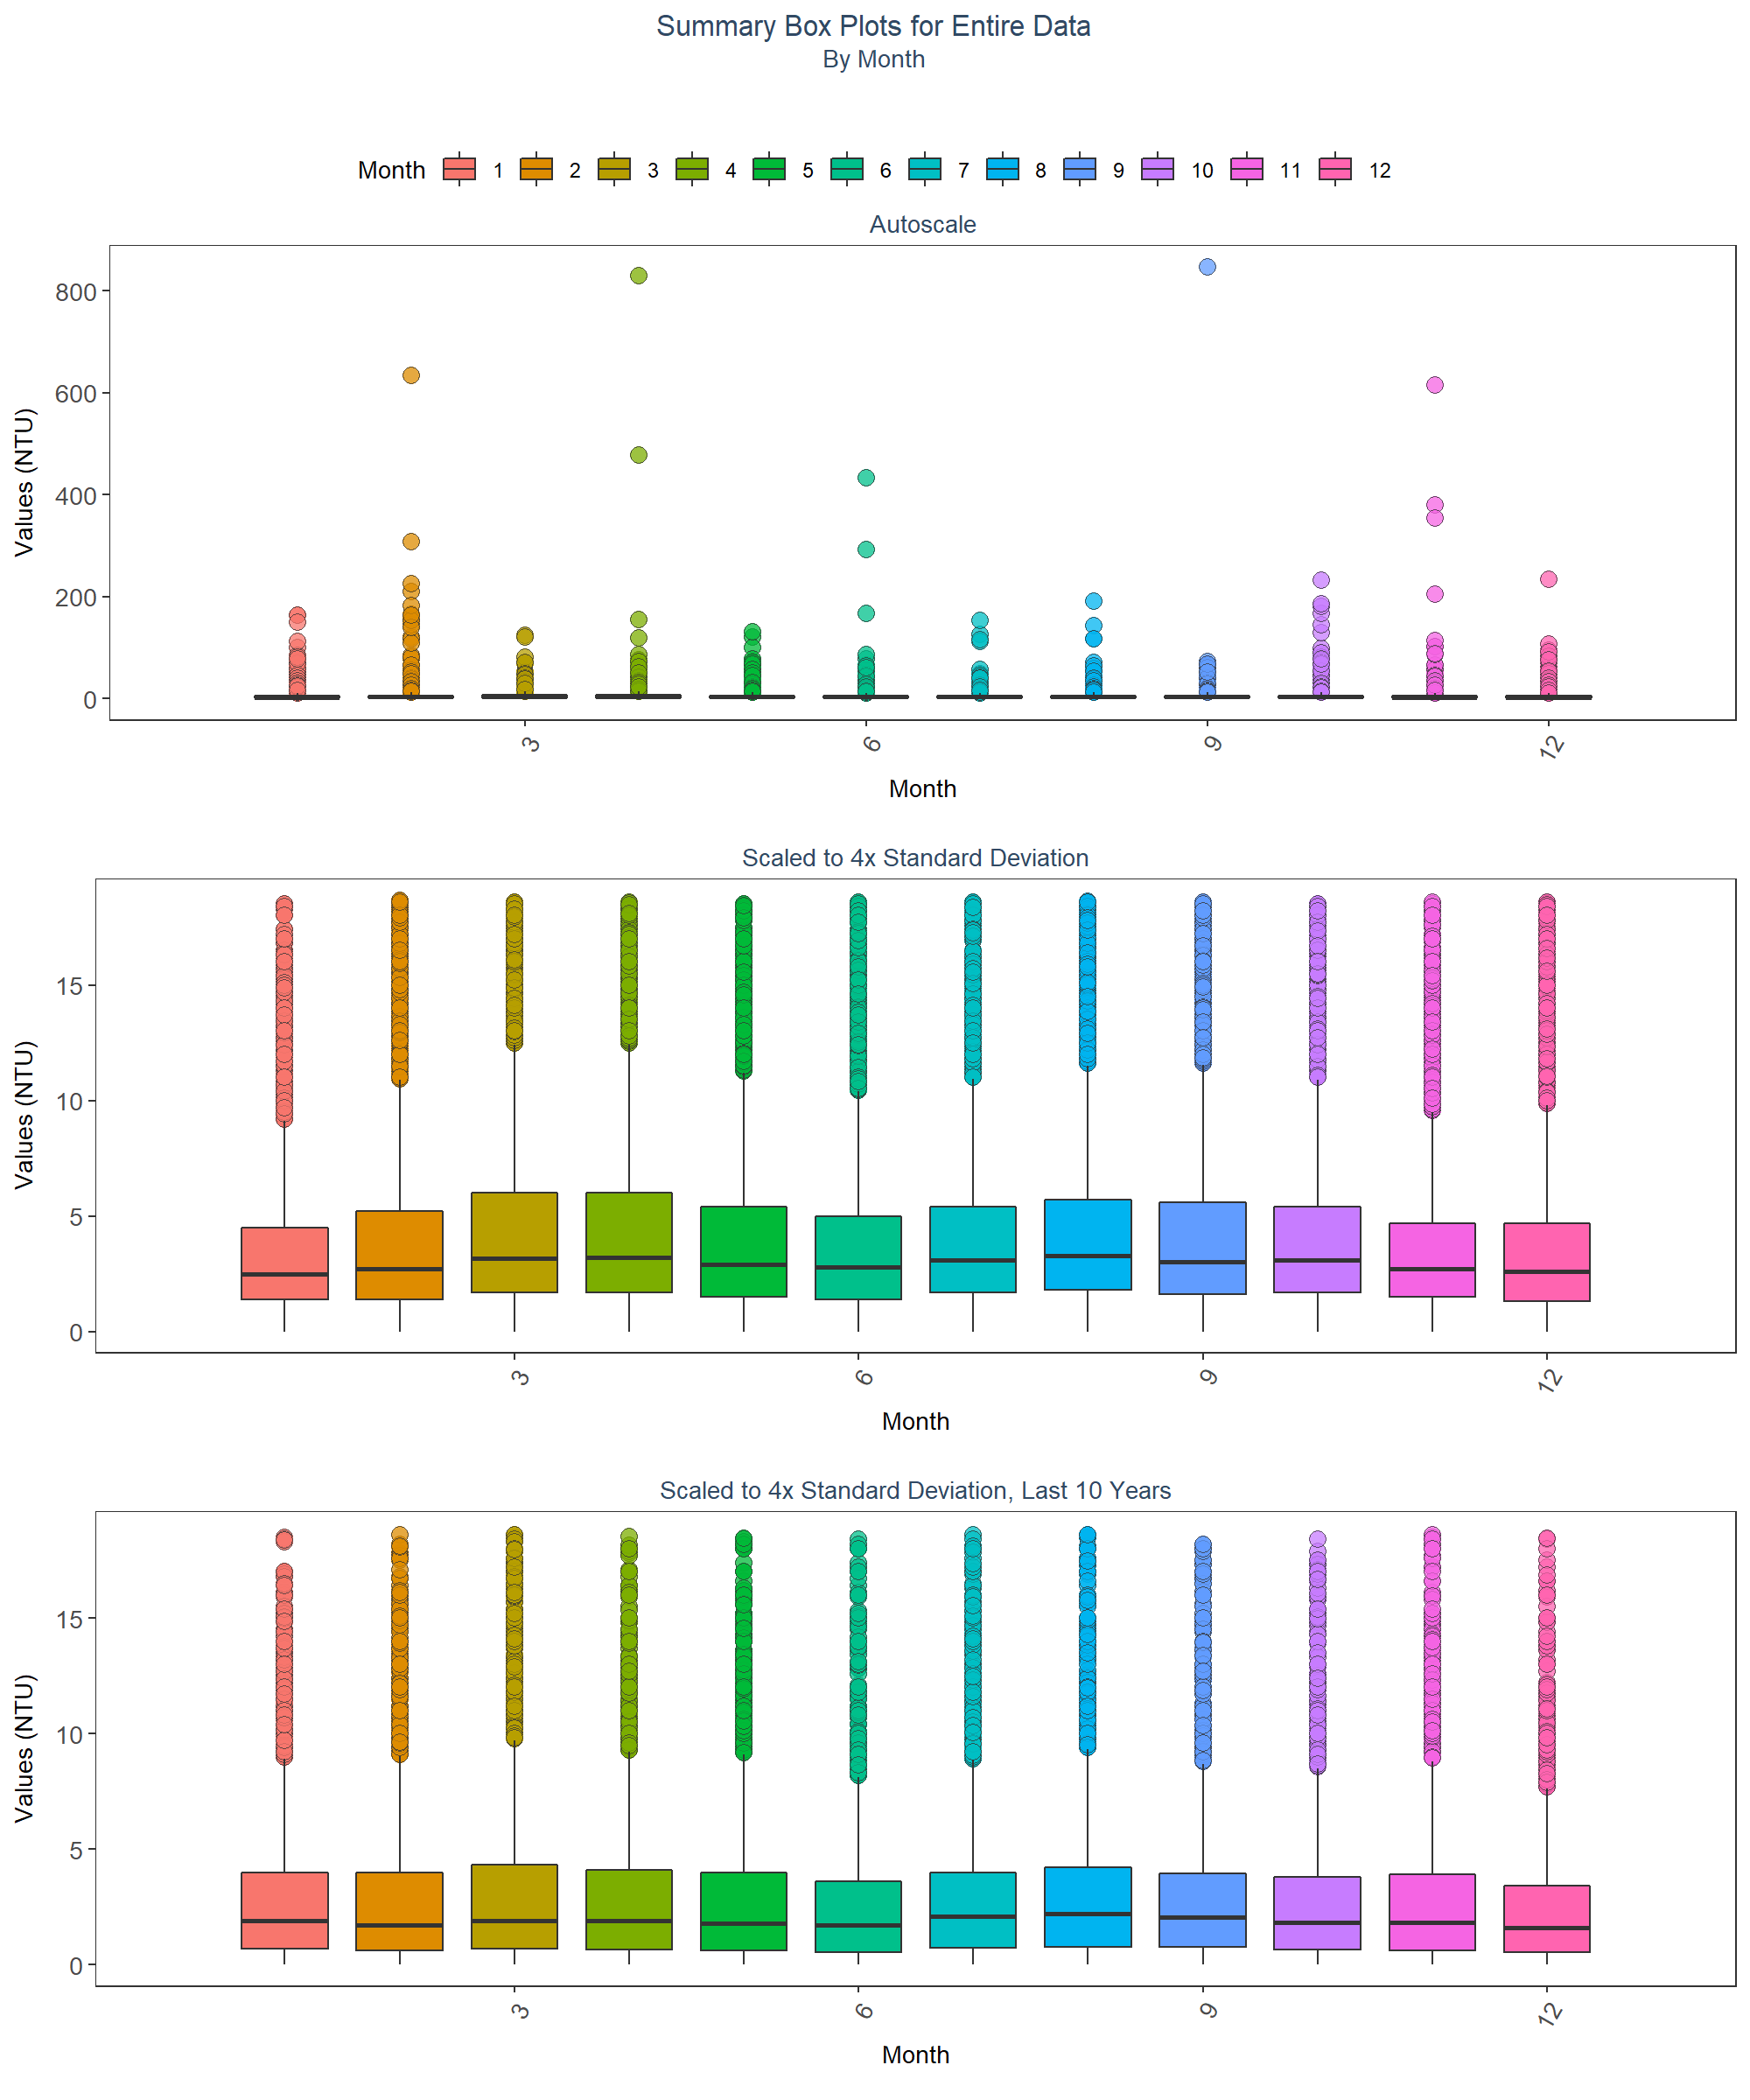 Summary Box Plots for Entire Data
By Month
Month 1 2 3 4 5 6 7 8 9 10 11 12
Autoscale
Values (NTU)
800
600
400
200
0
3 6 9 12
Month
Scaled to 4x Standard Deviation
Values (NTU)
15
10
5
0
3 6 9 12
Month
Scaled to 4x Standard Deviation, Last 10 Years
Values (NTU)
15
10
5
0
3 6 9 12
Month